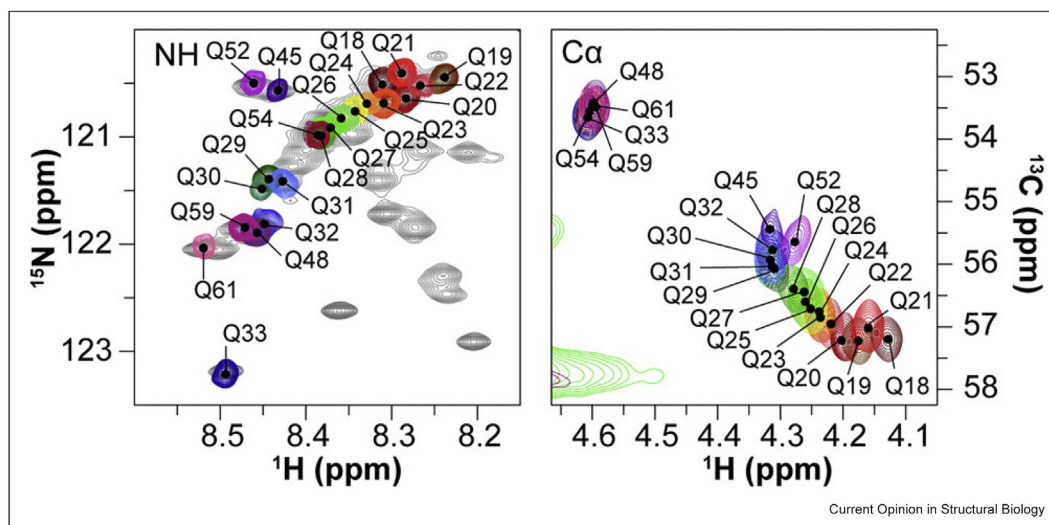 NH
Q52
Q45
Q18
Q21
Q19
Q24
Q26
Q22
Q20
Q54
Q23
Q29
Q25
Q27
Q30
Q28
Q31
Q59
Q32
Q48
Q61
Q33
121
122
123
15N (ppm)
8.5 8.4 8.3 8.2
1H (ppm)
Cα
Q48
Q61
Q33
Q54 Q59
Q45
Q52
Q32
Q28
Q26
Q30
Q24
Q31
Q22
Q29
Q21
Q27
Q25
Q23
Q20
Q19
Q18
53
54
55
56
57
58
13C (ppm)
4.6 4.5 4.4 4.3 4.2 4.1
1H (ppm)
Current Opinion in Structural Biology